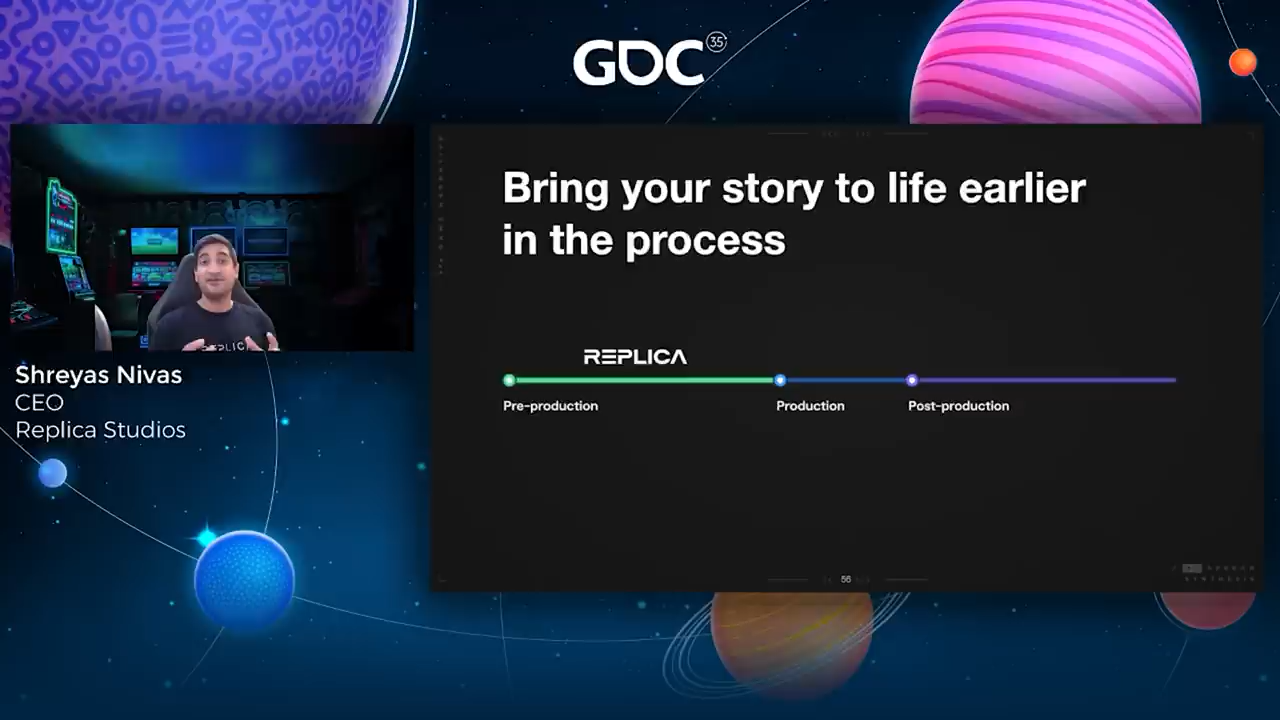 GDC 35
Bring your story to life earlier
in the process
REPLICA
Pre-production
Production
Post-production
Shreyas Nivas
CEO
Replica Studios
56